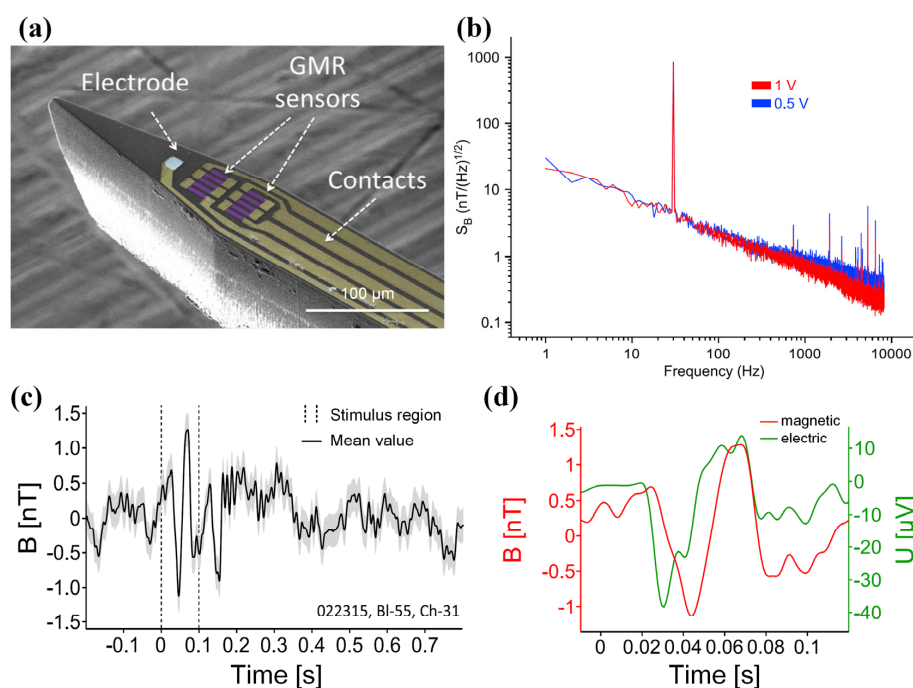 (a)
Electrode
GMR
sensors
Contacts
100 µm
(b)
S_B (nT/(Hz)^1/2)
1000
100
10
1
0.1
1 V
0.5 V
1
10
100
1000
10000
Frequency (Hz)
(c)
B [nT]
1.5
1.0
0.5
0
-0.5
-1.0
-1.5
Stimulus region
Mean value
022315, Bl-55, Ch-31
-0.1
0
0.1
0.2
0.3
0.4
0.5
0.6
0.7
Time [s]
(d)
magnetic
electric
B [nT]
1.5
1
0.5
0
-0.5
-1
U [µV]
10
0
-10
-20
-30
-40
0
0.02
0.04
0.06
0.08
0.1
Time [s]